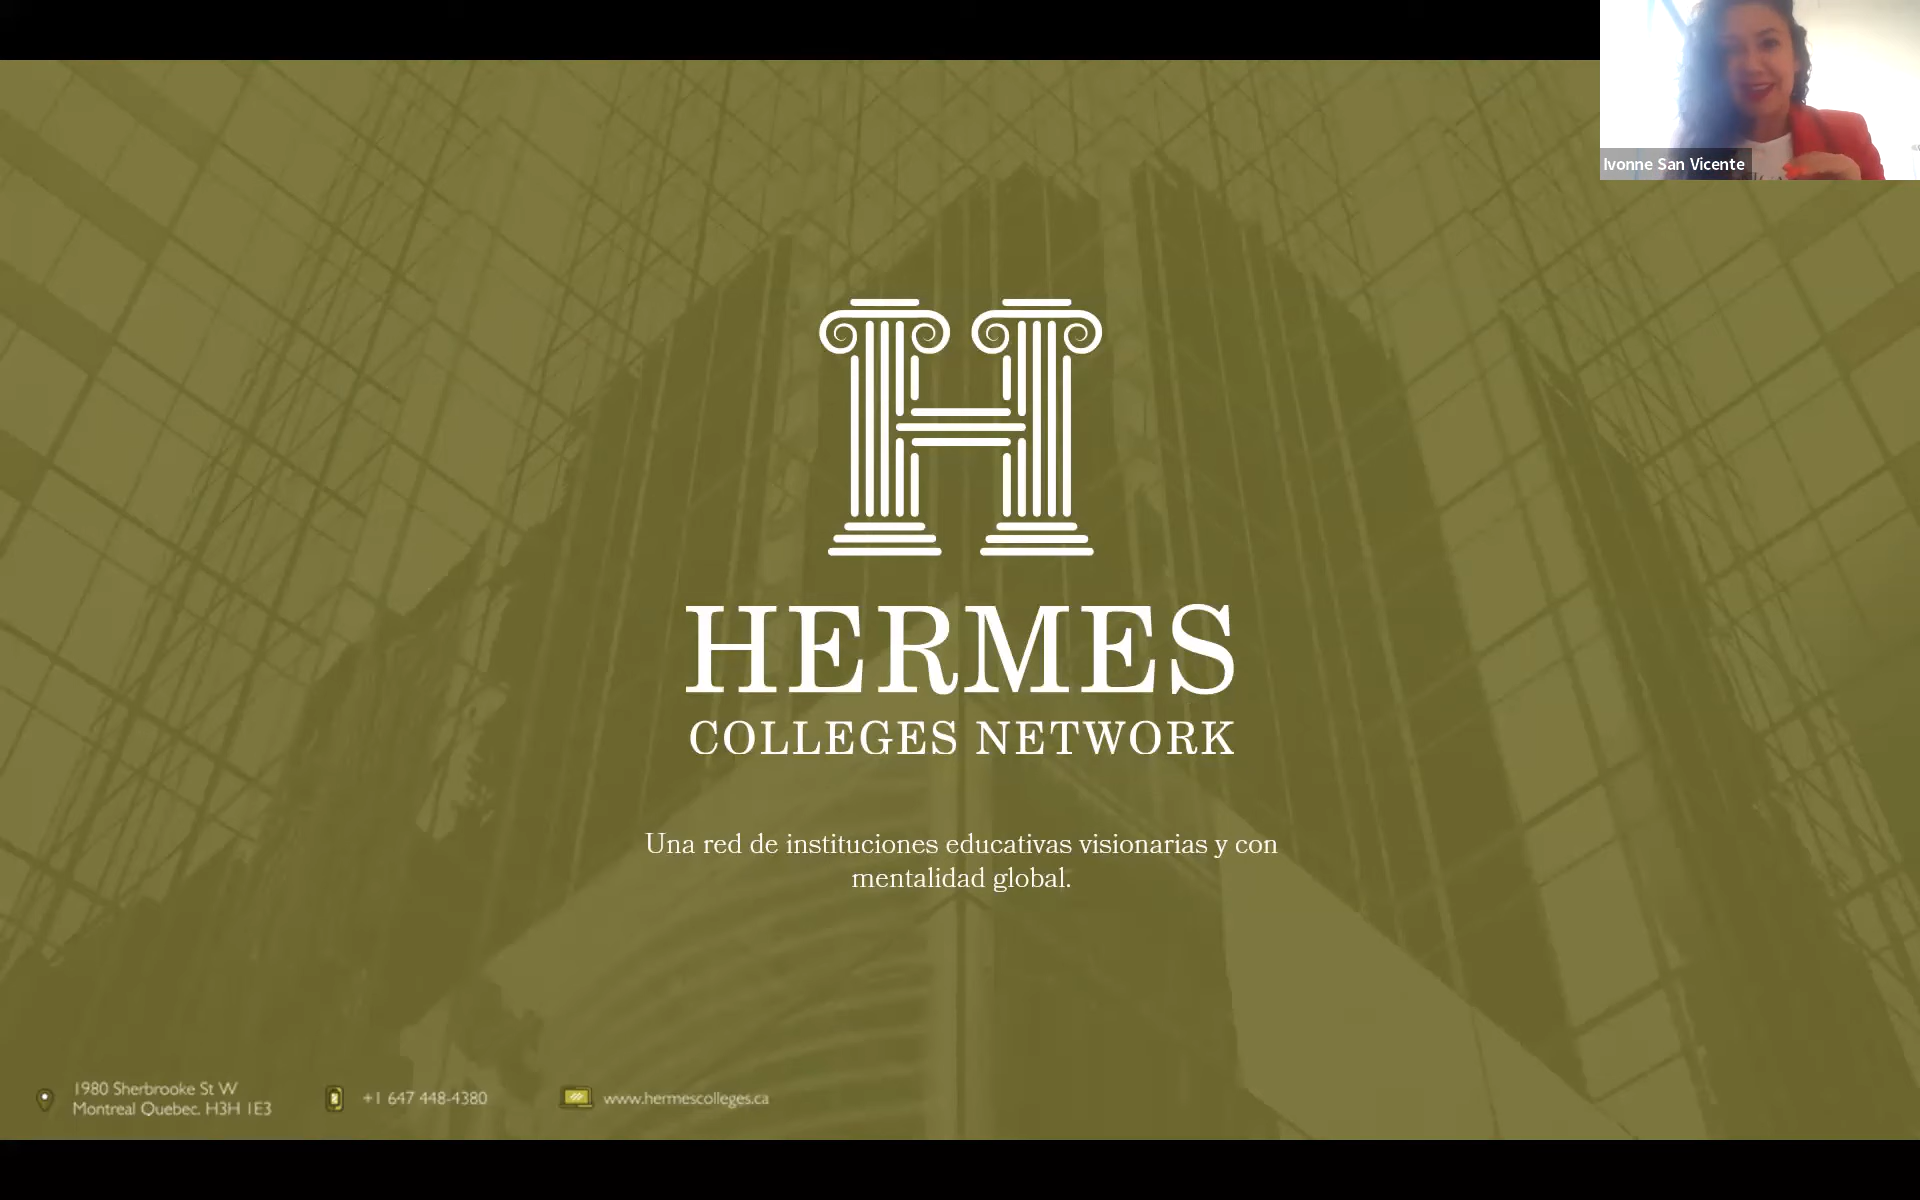 Ivonne San Vicente
HERMES
COLLEGES NETWORK
Una red de instituciones educativas visionarias y con
mentalidad global.
1980 Sherbrooke St W
Montreal Quebec. H3H 1E3
+1 647 448-4380
www.hermescolleges.ca